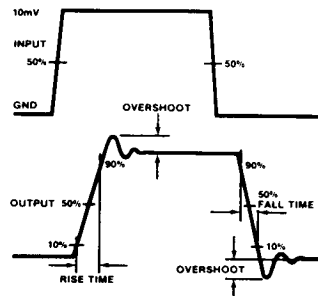 10mV
INPUT
50%
50%
GND
OVERSHOOT
90%
90%
OUTPUT
50%
50%
FALL TIME
10%
10%
RISE TIME
OVERSHOOT